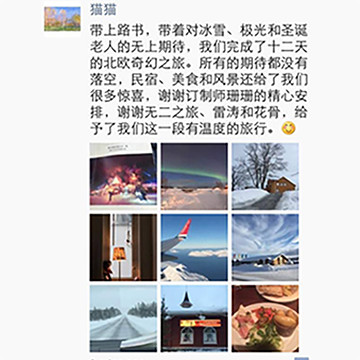 猫猫
带上路书，带着对冰雪、极光和圣诞
老人的无上期待，我们完成了十二天
的北欧奇幻之旅。所有的期待都没有
落空，民宿、美食和风景还给了我们
很多惊喜，谢谢订制师珊珊的精心安
排，谢谢无二之旅、雷涛和花骨，给
予了我们这一段有温度的旅行。